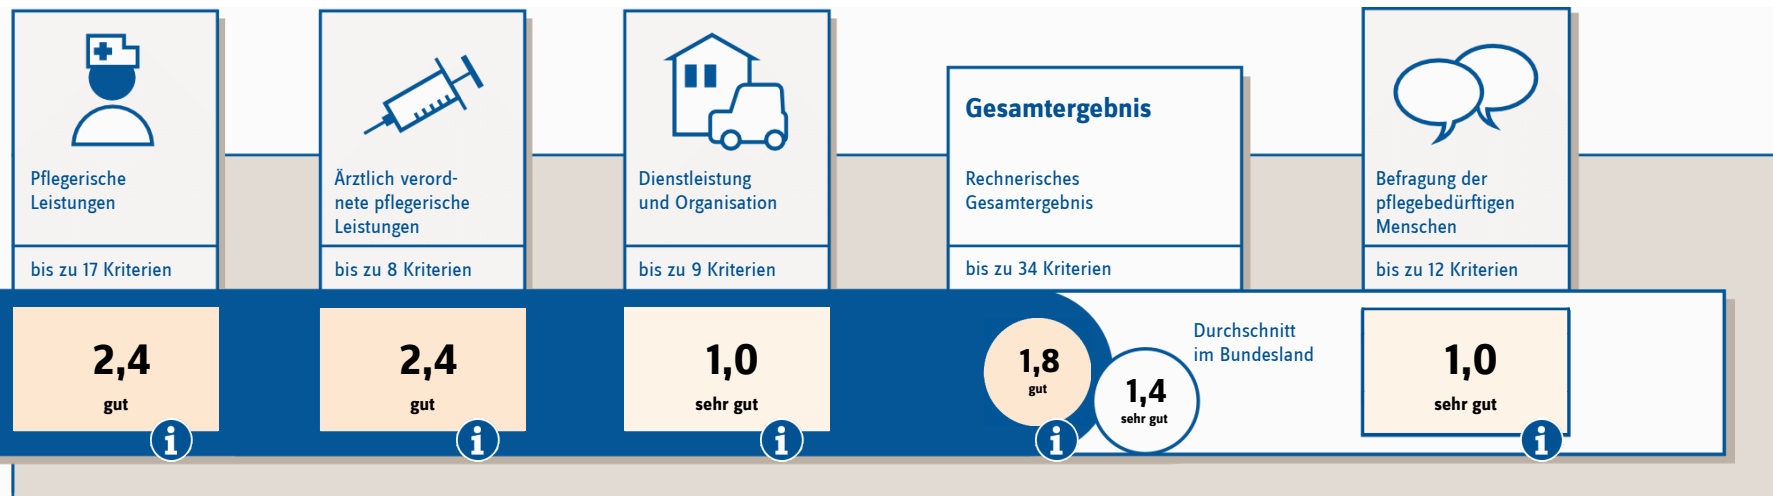 Pflegerische
Leistungen
bis zu 17 Kriterien
2,4
gut
i
Ärztlich verord-
nete pflegerische
Leistungen
bis zu 8 Kriterien
2,4
gut
i
Dienstleistung
und Organisation
bis zu 9 Kriterien
1,0
sehr gut
i
Gesamtergebnis
Rechnerisches
Gesamtergebnis
bis zu 34 Kriterien
1,8
gut
i
1,4
sehr gut
Durchschnitt
im Bundesland
Befragung der
pflegebedürftigen
Menschen
bis zu 12 Kriterien
1,0
sehr gut
i